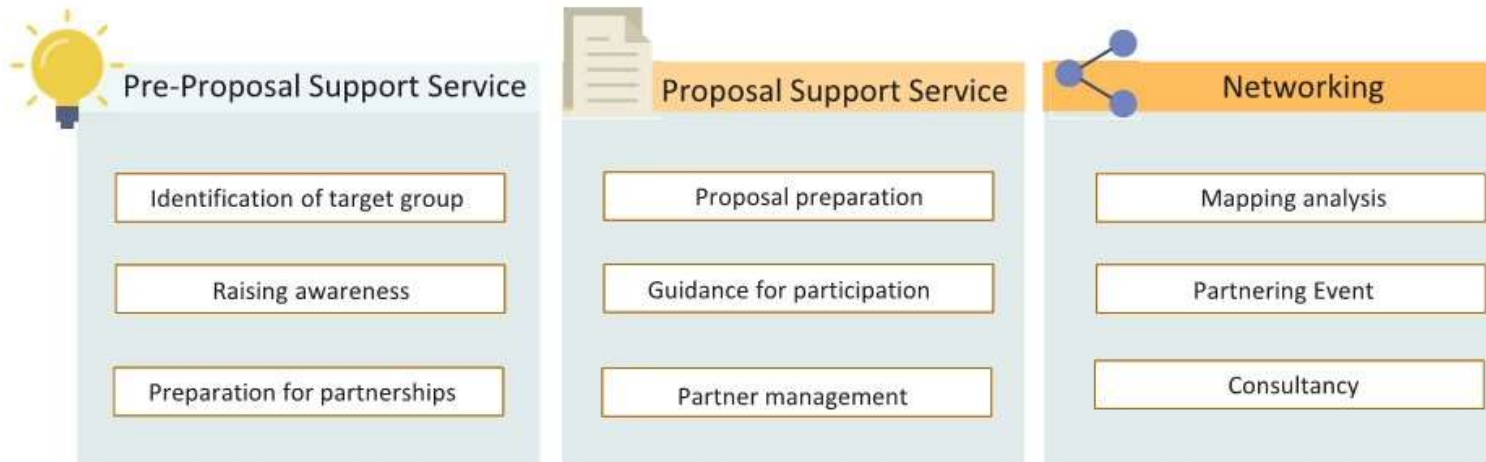 Pre-Proposal Support Service
Identification of target group
Raising awareness
Preparation for partnerships
Proposal Support Service
Proposal preparation
Guidance for participation
Partner management
Networking
Mapping analysis
Partnering Event
Consultancy